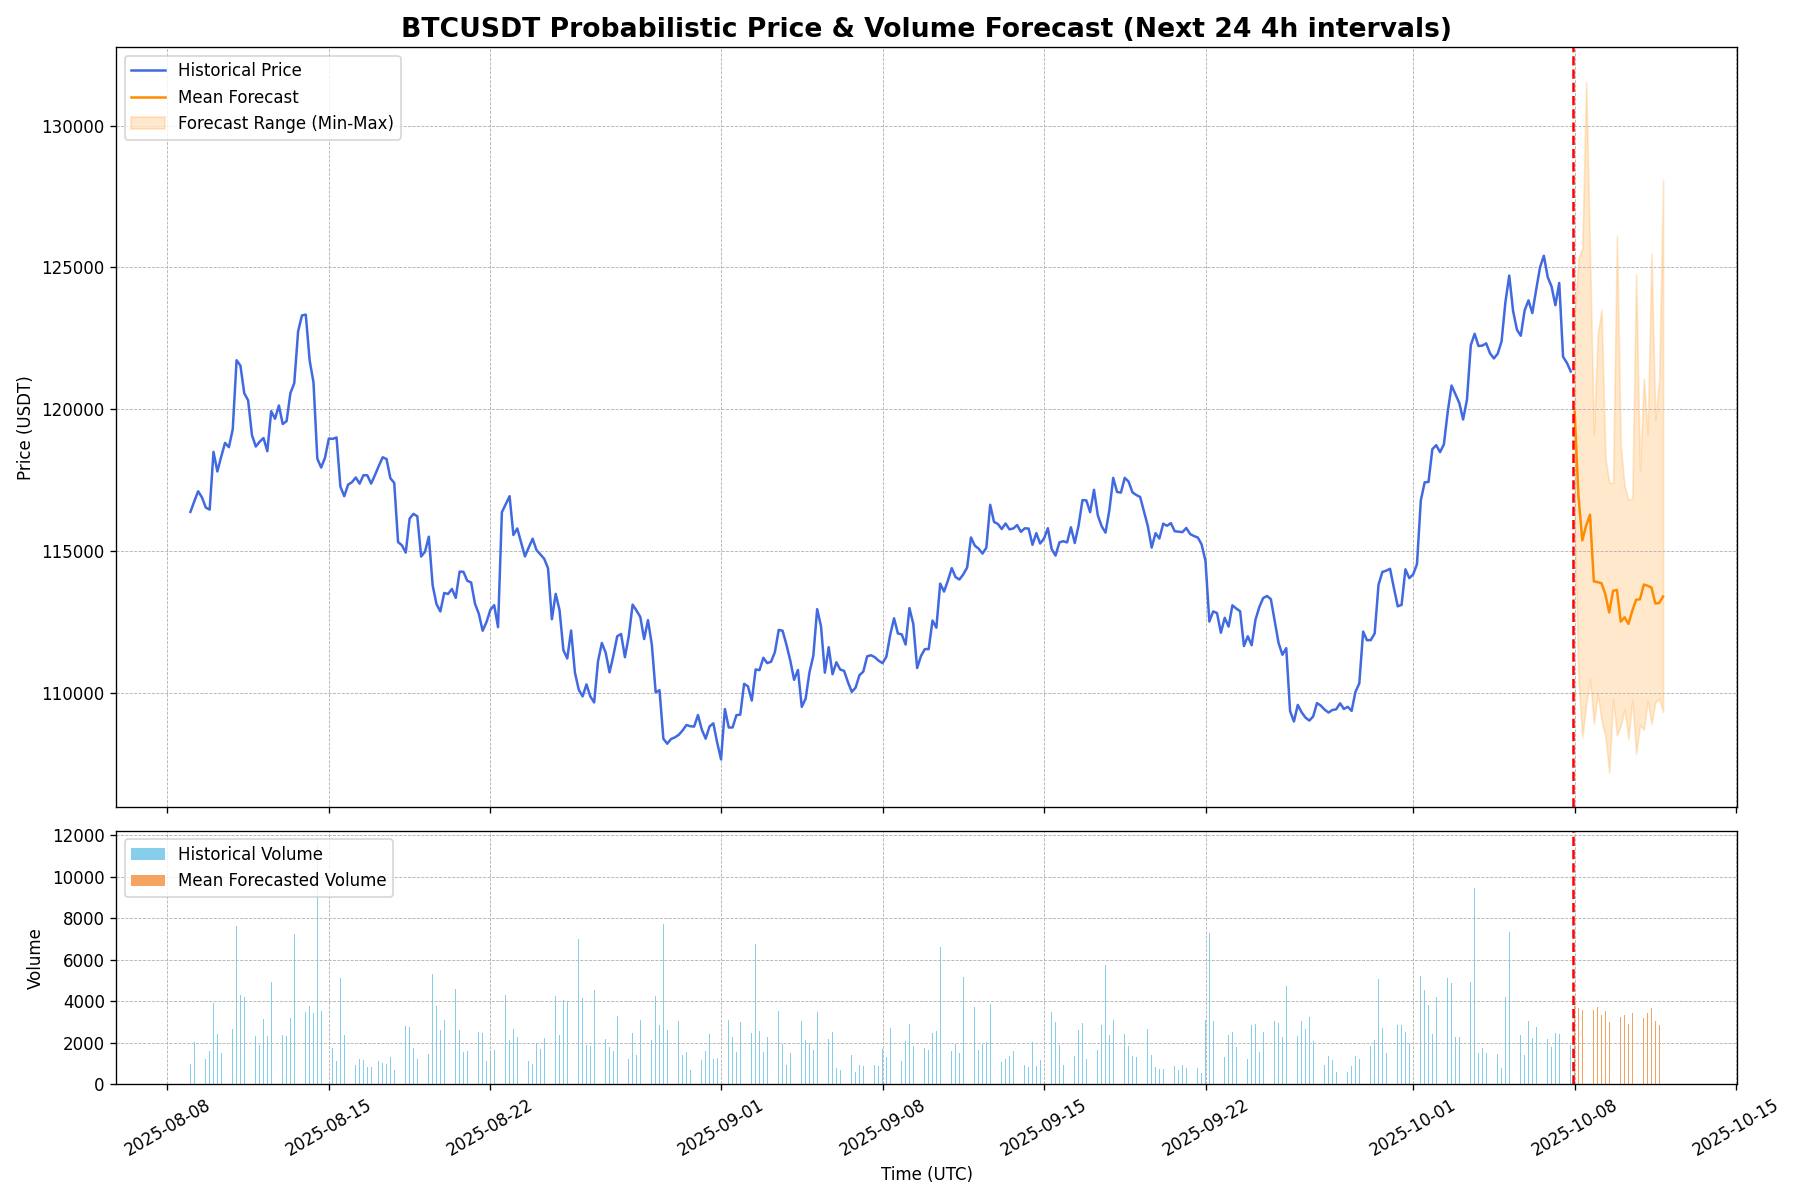 BTCUSDT Probabilistic Price & Volume Forecast (Next 24 4h intervals)
Historical Price
Mean Forecast
Forecast Range (Min-Max)
Price (USDT)
130000
125000
120000
115000
110000
Historical Volume
Mean Forecasted Volume
Volume
12000
10000
8000
6000
4000
2000
0
2025-08-08
2025-08-15
2025-08-22
2025-09-01
2025-09-08
2025-09-15
2025-09-22
2025-10-01
2025-10-08
2025-10-15
Time (UTC)